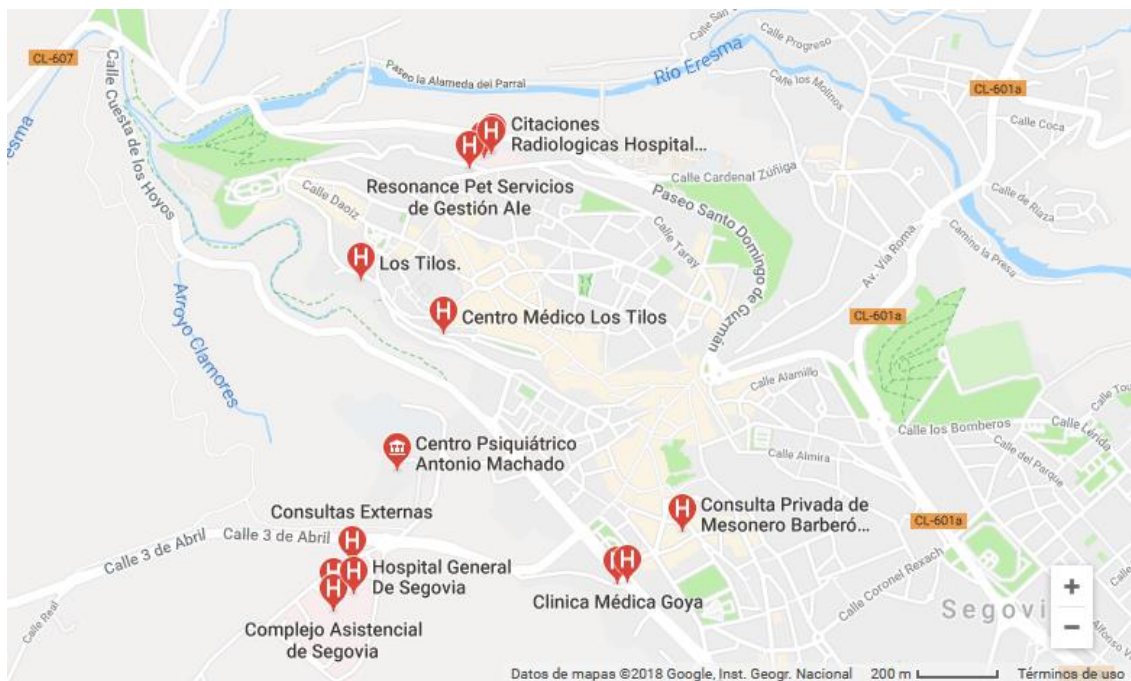 CL-607
Calle Cuesta de los Hoyos
Paseo la Alameda del Parral
Río Eresma
Calle San
Calle Progreso
Calle los Molinos
CL-601a
Calle Coca
Eresma
Citaciones
Radiologicas Hospital...
Resonance Pet Servicios
de Gestión Ale
Calle Cardenal Zúñiga
Paseo Santo Domingo de Guzmán
Calle Daoiz
Calle Taray
Calle de Riaza
Camino la Presa
Av. Vía Roma
Los Tilos.
Arroyo Clamores
Centro Médico Los Tilos
CL-601a
Calle Alamillo
Calle los Bomberos
Calle Lérida
Calle Tou
Calle del Parque
Calle Almira
Centro Psiquiátrico
Antonio Machado
Consultas Externas
Calle 3 de Abril
Calle 3 de Abril
Consulta Privada de
Mesonero Barberó...
CL-601a
Hospital General
De Segovia
Clinica Médica Goya
Calle Coronel Rexach
Calle Real
Complejo Asistencial
de Segovia
Segovi
Alfonso VI
+
−
Datos de mapas ©2018 Google, Inst. Geogr. Nacional
200 m
Términos de uso